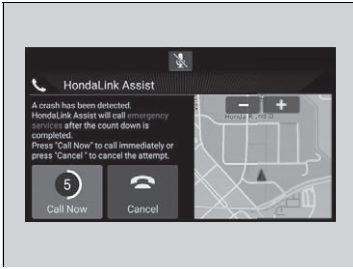 HondaLink Assist
A crash has been detected.
HondaLink Assist will call emergency
services after the count down is
completed.
Press "Call Now" to call immediately or
press "Cancel " to cancel the attempt.
5
Call Now
Cancel
− +